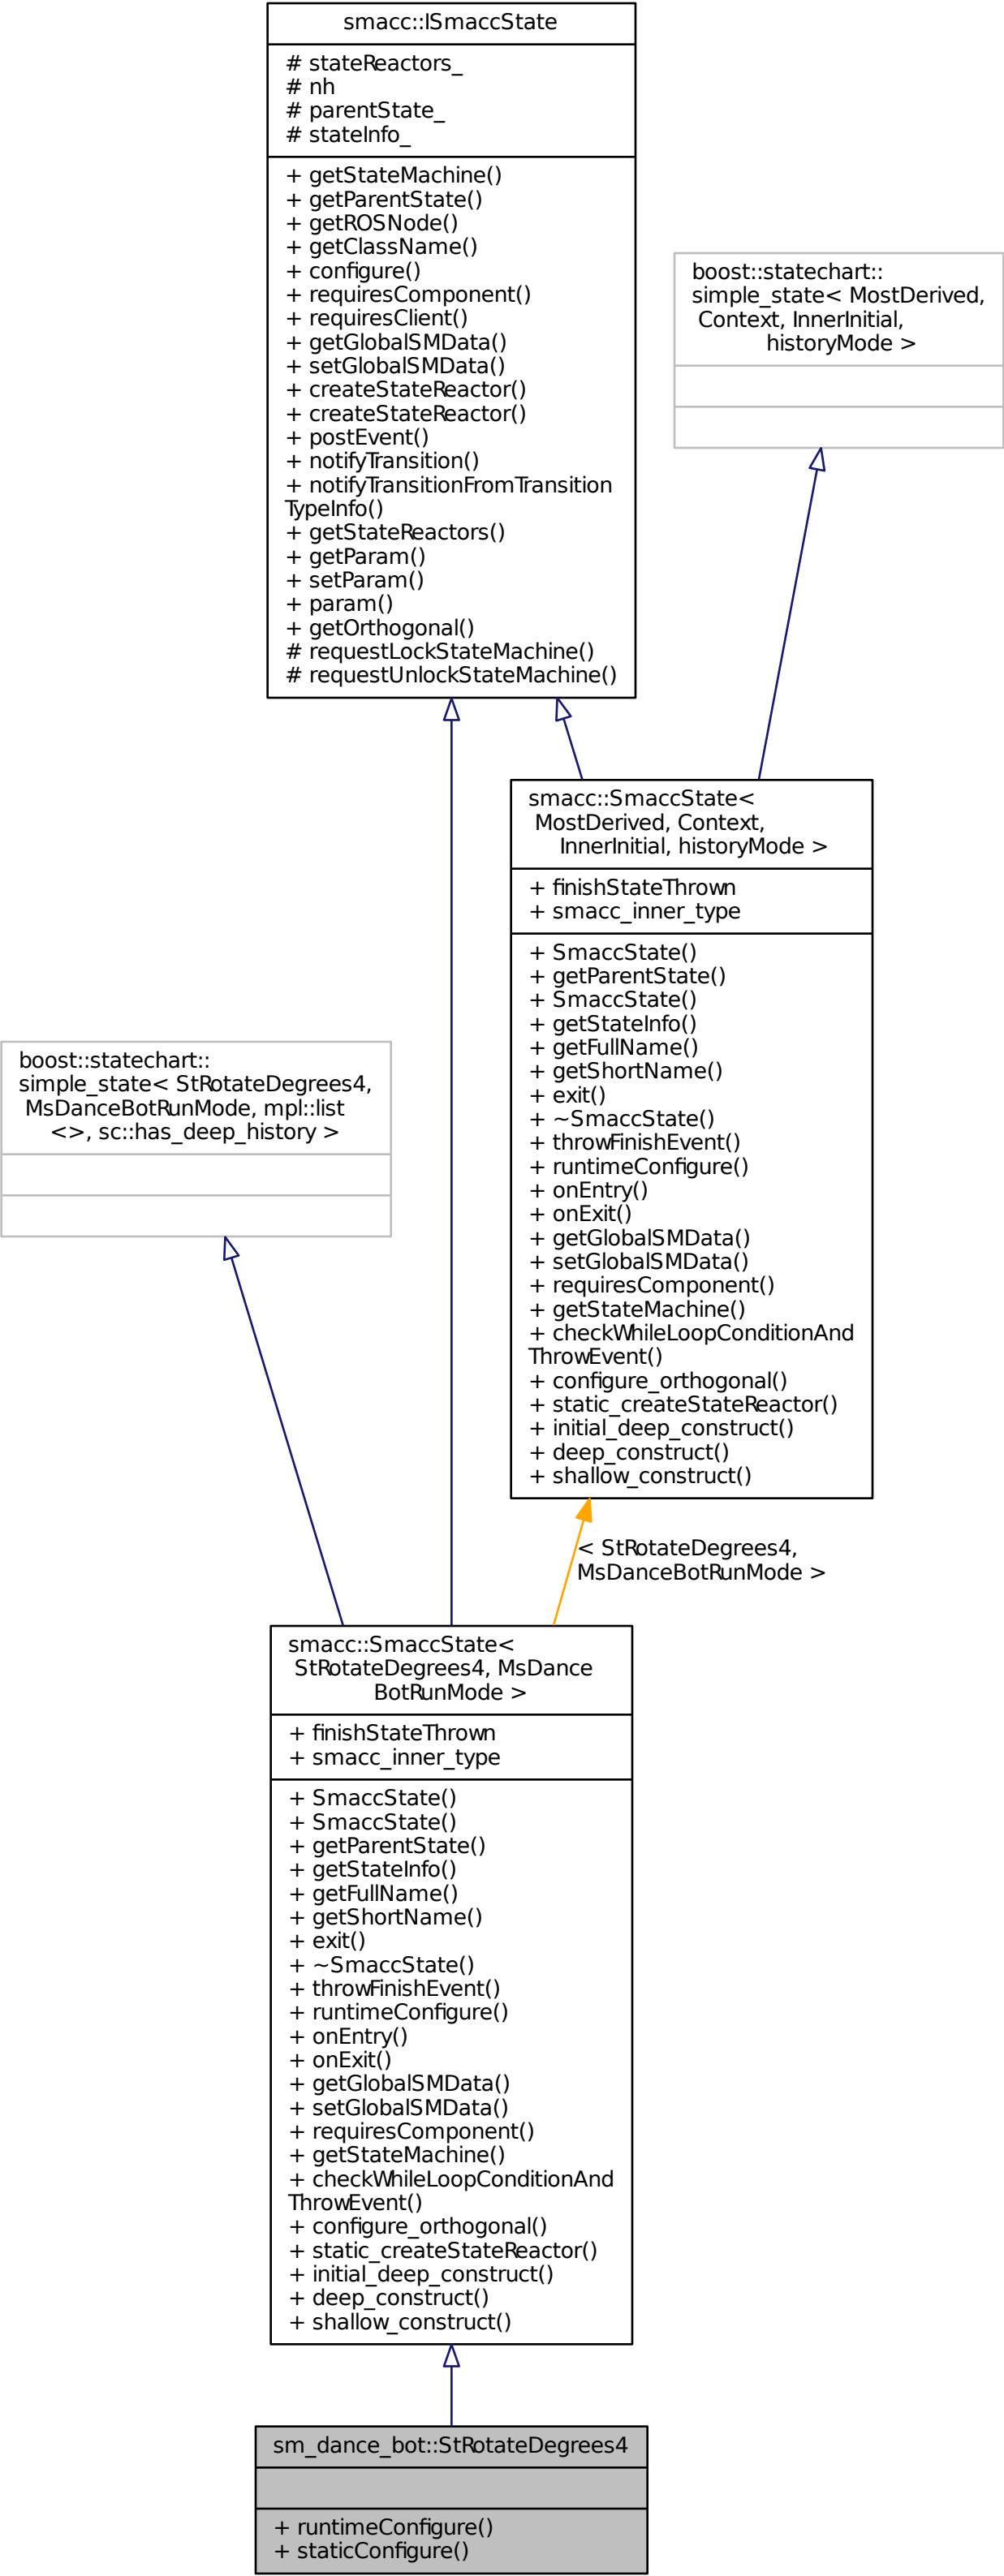 smacc::ISmaccState
# stateReactors_
# nh
# parentState_
# stateInfo_
+ getStateMachine()
+ getParentState()
+ getROSNode()
+ getClassName()
+ configure()
+ requiresComponent()
+ requiresClient()
+ getGlobalSMData()
+ setGlobalSMData()
+ createStateReactor()
+ createStateReactor()
+ postEvent()
+ notifyTransition()
+ notifyTransitionFromTransition
TypeInfo()
+ getStateReactors()
+ getParam()
+ setParam()
+ param()
+ getOrthogonal()
# requestLockStateMachine()
# requestUnlockStateMachine()
boost::statechart::
simple_state< MostDerived,
Context, InnerInitial,
historyMode >
smacc::SmaccState<
MostDerived, Context,
InnerInitial, historyMode >
+ finishStateThrown
+ smacc_inner_type
+ SmaccState()
+ getParentState()
+ SmaccState()
+ getStateInfo()
+ getFullName()
+ getShortName()
+ exit()
+ ~SmaccState()
+ throwFinishEvent()
+ runtimeConfigure()
+ onEntry()
+ onExit()
+ getGlobalSMData()
+ setGlobalSMData()
+ requiresComponent()
+ getStateMachine()
+ checkWhileLoopConditionAnd
ThrowEvent()
+ configure_orthogonal()
+ static_createStateReactor()
+ initial_deep_construct()
+ deep_construct()
+ shallow_construct()
boost::statechart::
simple_state< StRotateDegrees4,
MsDanceBotRunMode, mpl::list
<>, sc::has_deep_history >
< StRotateDegrees4,
MsDanceBotRunMode >
smacc::SmaccState<
StRotateDegrees4, MsDance
BotRunMode >
+ finishStateThrown
+ smacc_inner_type
+ SmaccState()
+ SmaccState()
+ getParentState()
+ getStateInfo()
+ getFullName()
+ getShortName()
+ exit()
+ ~SmaccState()
+ throwFinishEvent()
+ runtimeConfigure()
+ onEntry()
+ onExit()
+ getGlobalSMData()
+ setGlobalSMData()
+ requiresComponent()
+ getStateMachine()
+ checkWhileLoopConditionAnd
ThrowEvent()
+ configure_orthogonal()
+ static_createStateReactor()
+ initial_deep_construct()
+ deep_construct()
+ shallow_construct()
sm_dance_bot::StRotateDegrees4
+ runtimeConfigure()
+ staticConfigure()